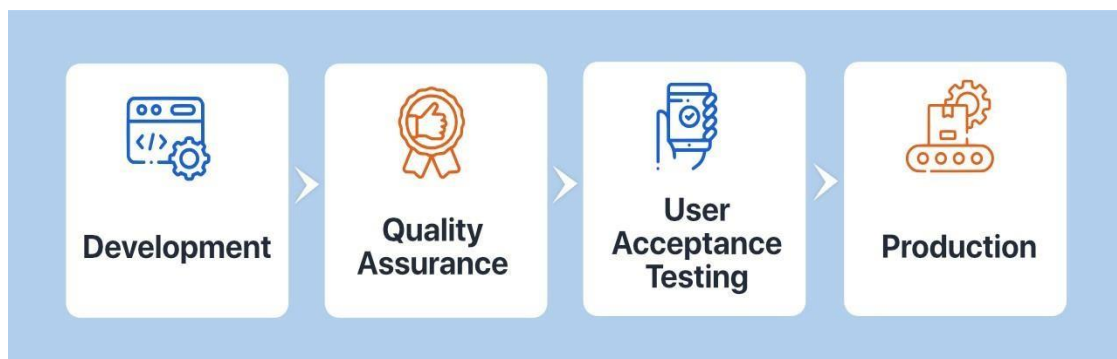 Development
Quality
Assurance
User
Acceptance
Testing
Production